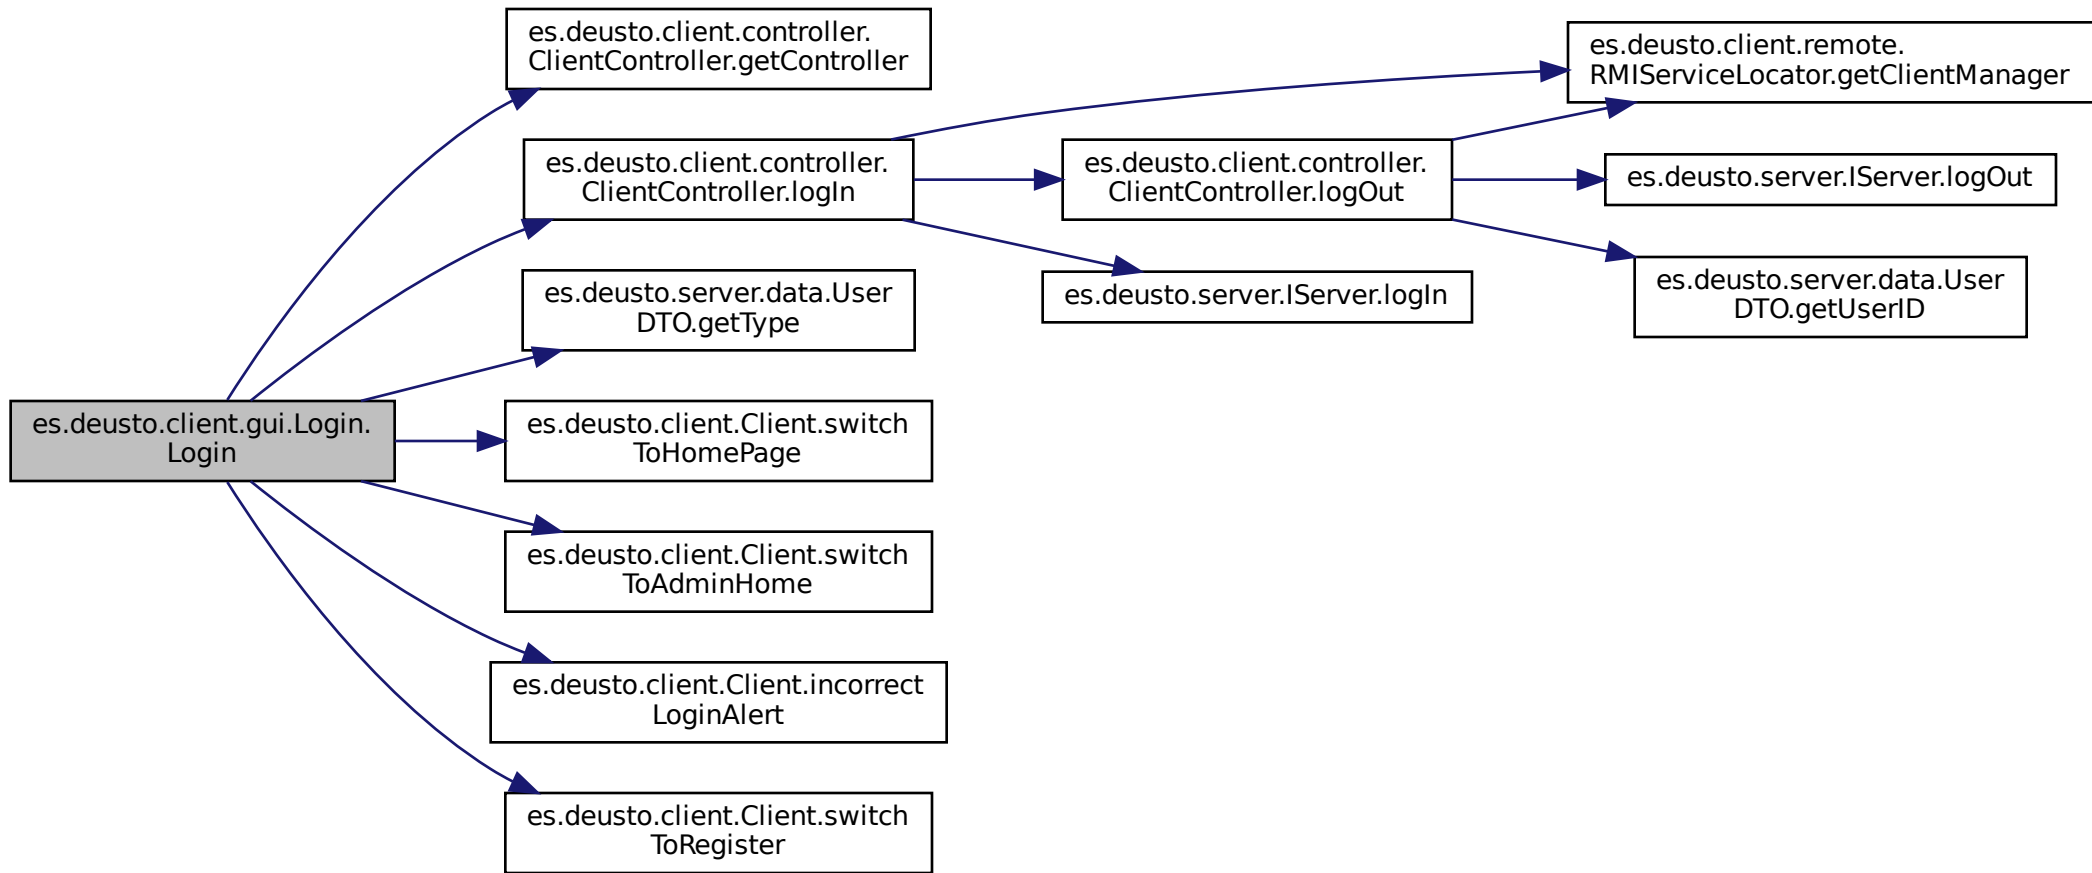 es.deusto.client.gui.Login.
Login
es.deusto.client.controller.
ClientController.getController
es.deusto.client.controller.
ClientController.logIn
es.deusto.server.data.User
DTO.getType
es.deusto.client.Client.switch
ToHomePage
es.deusto.client.Client.switch
ToAdminHome
es.deusto.client.Client.incorrect
LoginAlert
es.deusto.client.Client.switch
ToRegister
es.deusto.client.controller.
ClientController.logOut
es.deusto.server.IServer.logIn
es.deusto.client.remote.
RMIServiceLocator.getClientManager
es.deusto.server.IServer.logOut
es.deusto.server.data.User
DTO.getUserID